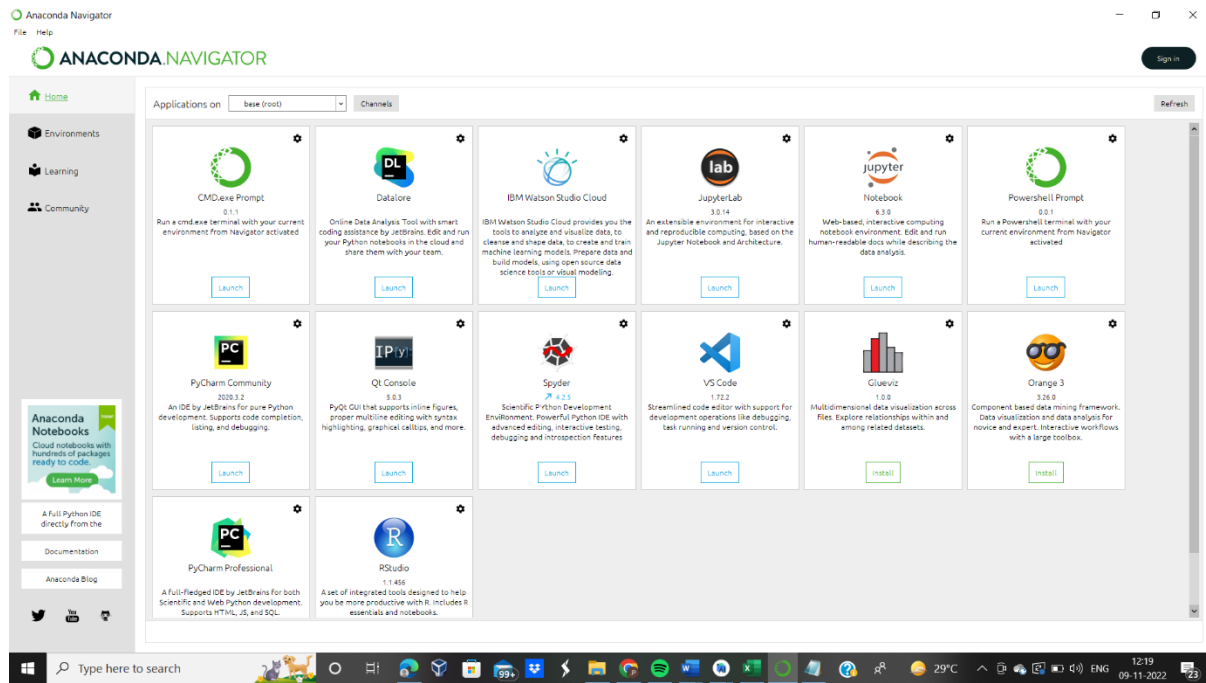 Anaconda Navigator
File Help
ANACONDA.NAVIGATOR
Sign in
Home
Environments
Learning
Community
Applications on base (root) Channels
Refresh
CMD.exe Prompt
0.1.1
Run a cmd.exe terminal with your current
environment from Navigator activated
Launch
DL
Datalore
Online Data Analysis Tool with smart
coding assistance by JetBrains. Edit and run
your Python notebooks in the cloud and
share them with your team.
Launch
IBM Watson Studio Cloud
IBM Watson Studio Cloud provides you the
tools to analyze and visualize data, to
cleanse and shape data, to create and train
machine learning models. Prepare data and
build models, using open source data
science tools or visual modeling.
Launch
lab
JupyterLab
3.0.14
An extensible environment for interactive
and reproducible computing, based on the
Jupyter Notebook and Architecture.
Launch
jupyter
Notebook
6.3.0
Web-based, interactive computing
notebook environment. Edit and run
human-readable docs while describing the
data analysis.
Launch
Powershell Prompt
0.0.1
Run a Powershell terminal with your
current environment from Navigator
activated
Launch
PC
PyCharm Community
2020.3.2
An IDE by JetBrains for pure Python
development. Supports code completion,
listing, and debugging.
Launch
IP[y]:
Qt Console
5.0.3
PyQt GUI that supports inline figures,
proper multiline editing with syntax
highlighting, graphical calltips, and more.
Launch
Spyder
4.2.5
Scientific PYthon Development
EnviRonment. Powerful Python IDE with
advanced editing, interactive testing,
debugging and introspection features
Launch
VS Code
1.72.2
Streamlined code editor with support for
development operations like debugging,
task running and version control.
Launch
Glueviz
1.0.0
Multidimensional data visualization across
files. Explore relationships within and
among related datasets.
Install
Orange 3
3.26.0
Component based data mining framework.
Data visualization and data analysis for
novice and expert. Interactive workflows
with a large toolbox.
Install
PC
PyCharm Professional
A full-fledged IDE by JetBrains for both
Scientific and Web Python development.
Supports HTML, JS, and SQL.
R
RStudio
1.1.456
A set of integrated tools designed to help
you be more productive with R. Includes R
essentials and notebooks.
Anaconda
Notebooks
Cloud notebooks with
hundreds of packages
ready to code.
Learn More
A full Python IDE
directly from the
Documentation
Anaconda Blog
You
Tube
Type here to search
99+
29°C
ENG
12:19
09-11-2022
23